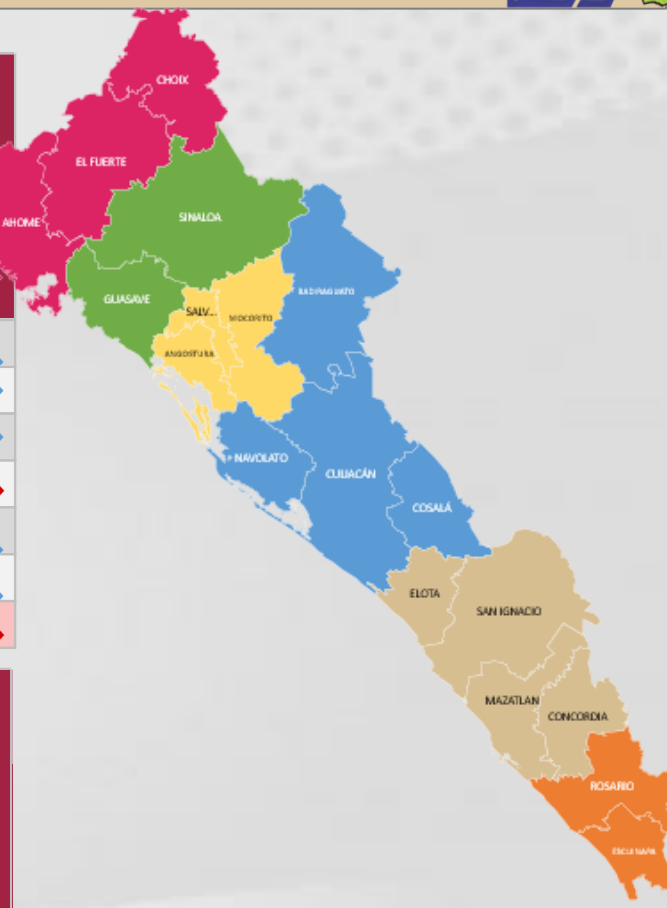 CHOIX
EL FUERTE
AHOME
SINALOA
GUASAVE
SALV...
MOCORITO
BADIRAGUATO
ANGOSTURA
NAVOLATO
CULIACÁN
COSALÁ
ELOTA
SAN IGNACIO
MAZATLAN
CONCORDIA
ROSARIO
ESCUINAPA